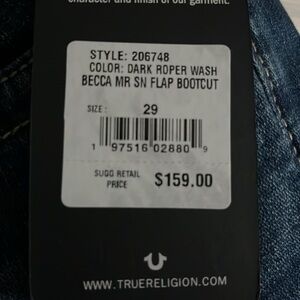 character and finish of our garment.
STYLE: 206748
COLOR: DARK ROPER WASH
BECCA MR SN FLAP BOOTCUT
SIZE: 29
1 97516 02880 9
SUGG RETAIL
PRICE $159.00
WWW.TRUERELIGION.COM